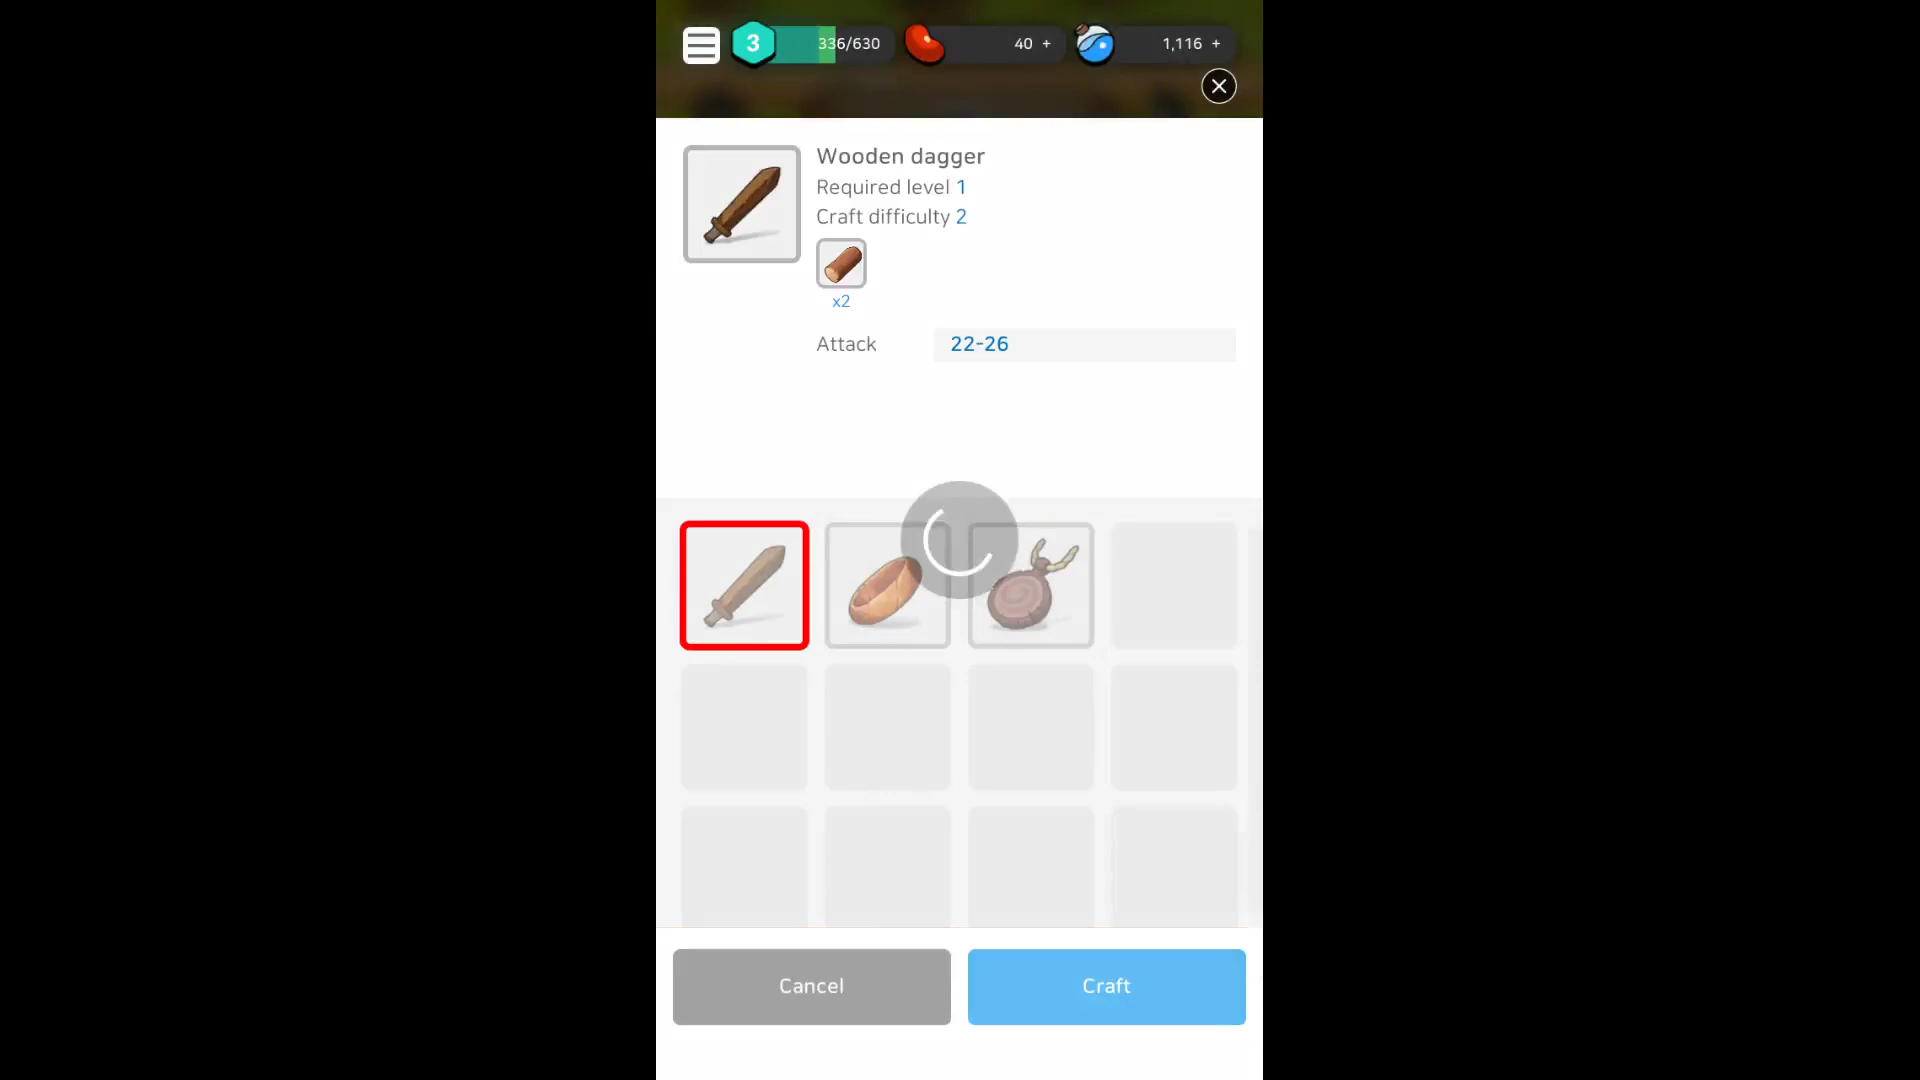 3 336/630 40 + 1,116 +
Wooden dagger
Required level 1
Craft difficulty 2
x2
Attack 22-26
Cancel Craft